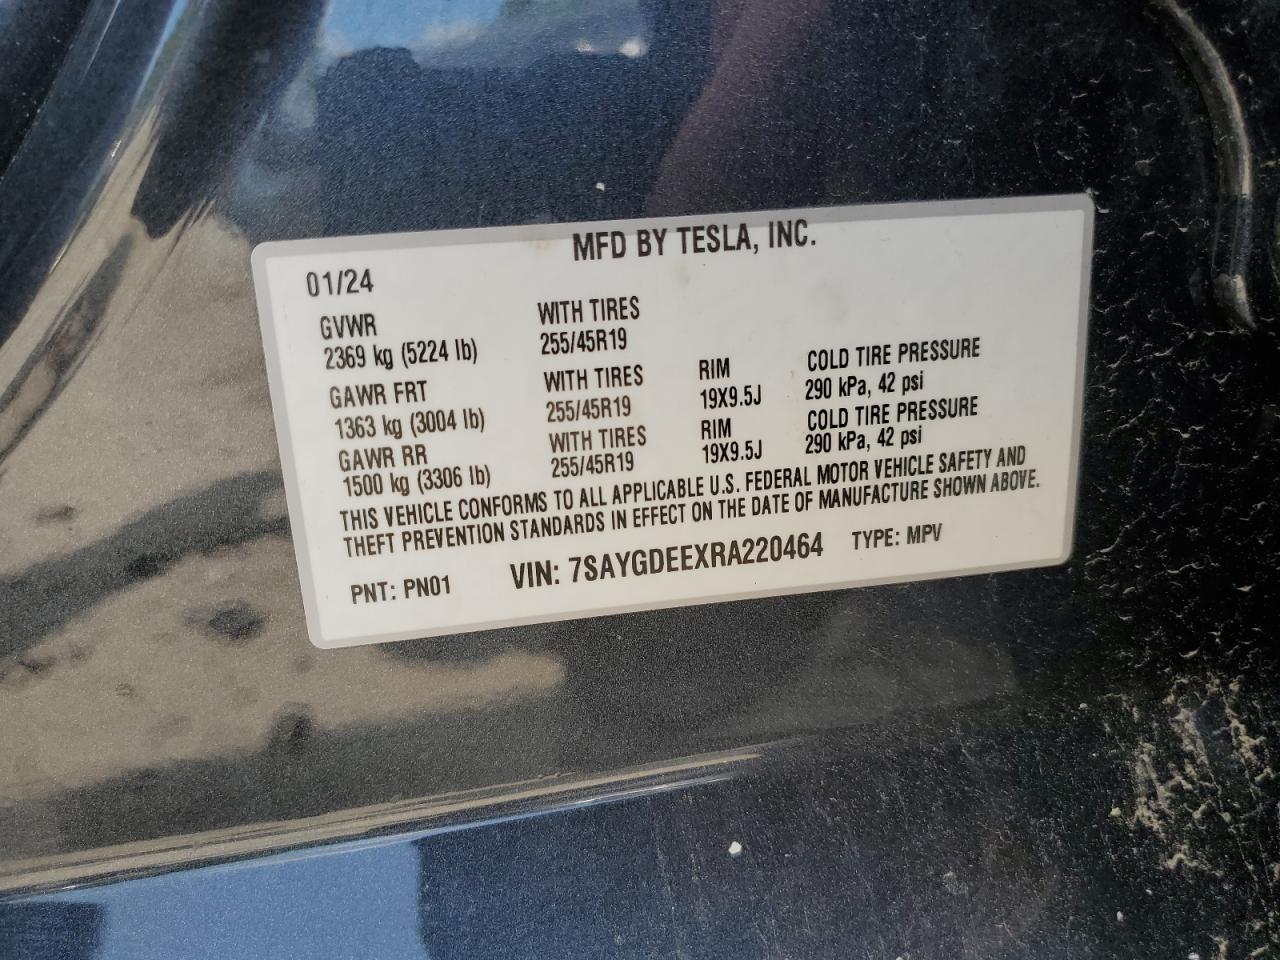 MFD BY TESLA, INC.
01/24
GVWR WITH TIRES
2369 kg (5224 lb) 255/45R19
GAWR FRT WITH TIRES RIM COLD TIRE PRESSURE
1363 kg (3004 lb) 255/45R19 19X9.5J 290 kPa, 42 psi
GAWR RR WITH TIRES RIM COLD TIRE PRESSURE
1500 kg (3306 lb) 255/45R19 19X9.5J 290 kPa, 42 psi
THIS VEHICLE CONFORMS TO ALL APPLICABLE U.S. FEDERAL MOTOR VEHICLE SAFETY AND
THEFT PREVENTION STANDARDS IN EFFECT ON THE DATE OF MANUFACTURE SHOWN ABOVE.
PNT: PN01 VIN: 7SAYGDEEXRA220464 TYPE: MPV